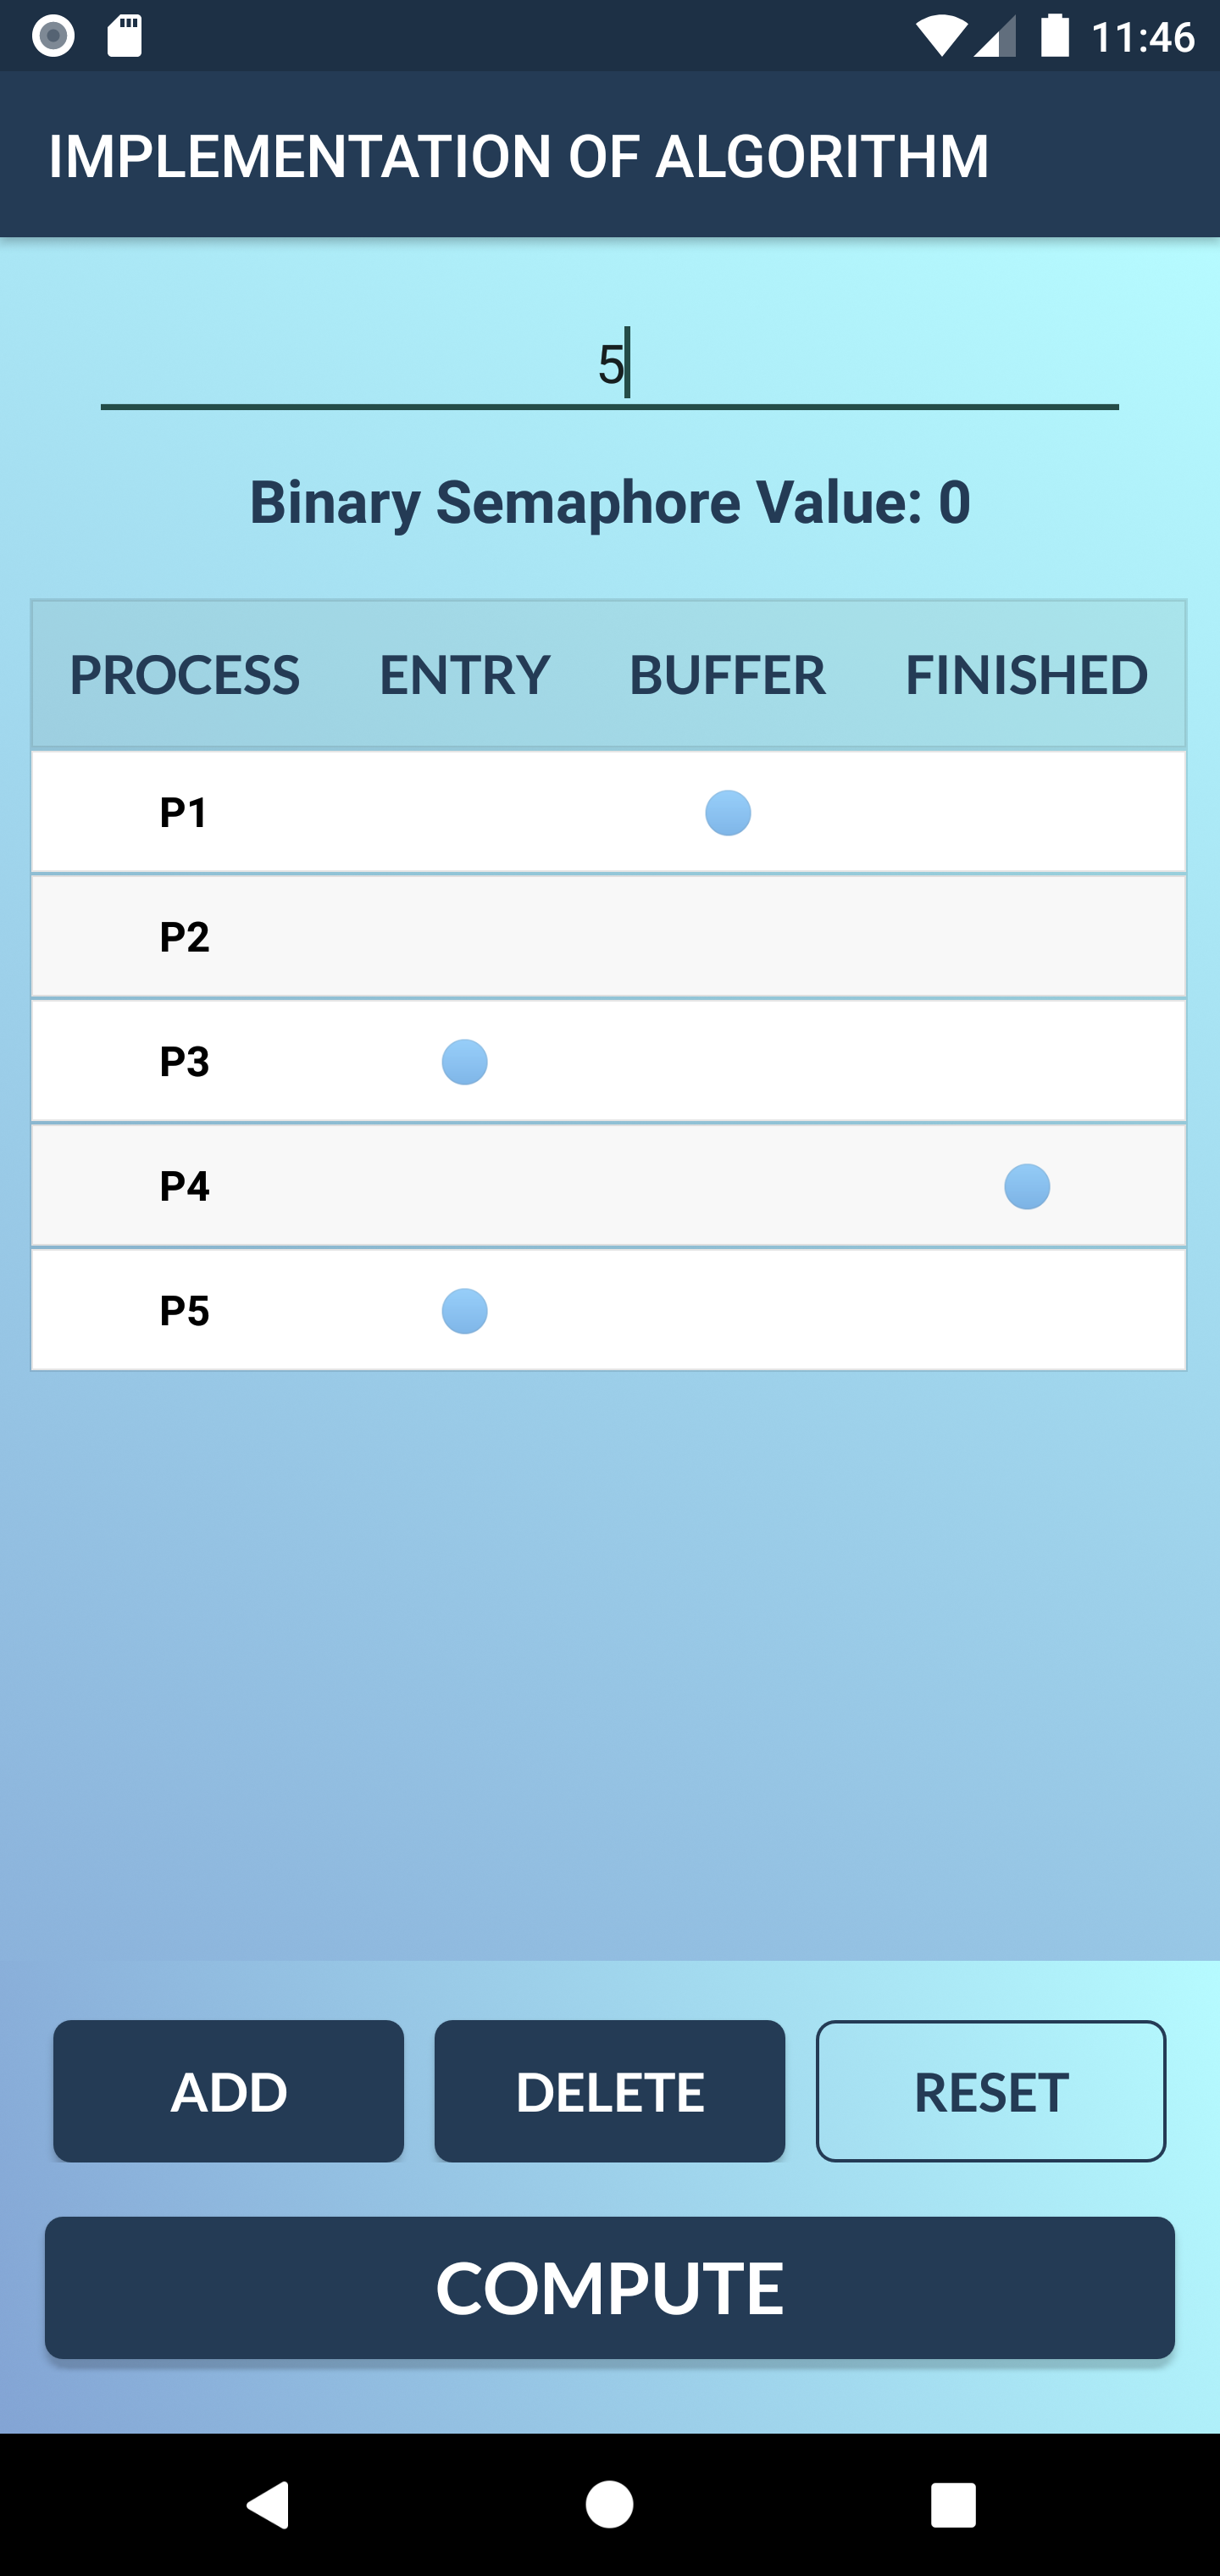 11:46
IMPLEMENTATION OF ALGORITHM
5
Binary Semaphore Value: 0
PROCESS ENTRY BUFFER FINISHED
P1
P2
P3
P4
P5
ADD DELETE RESET
COMPUTE